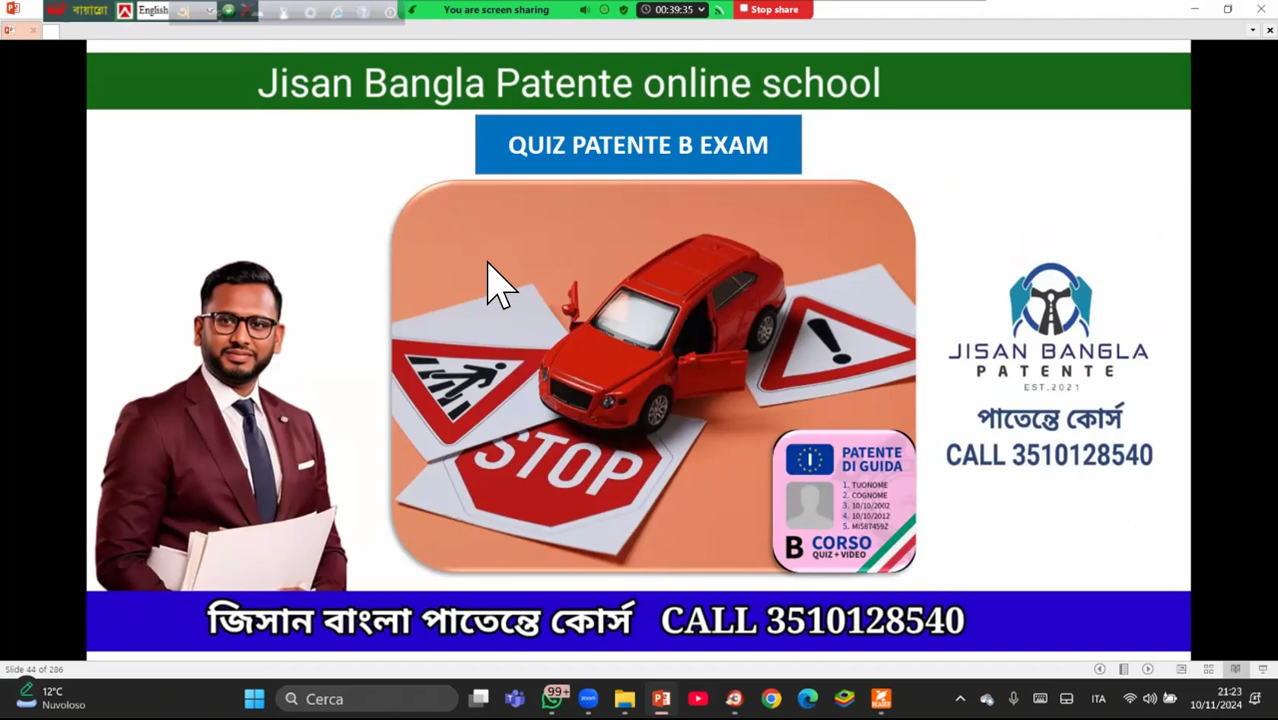 বায়ান্নো
English
You are screen sharing
00:39:35
Stop share
Jisan Bangla Patente online school
QUIZ PATENTE B EXAM
STOP
PATENTE
DI GUIDA
1. TUONOME
2. COGNOME
3. 10/10/2002
4. 10/10/2012
5. MI587459Z
B CORSO
QUIZ + VIDEO
JISAN BANGLA
PATENTE
EST.2021
পাতেন্তে কোর্স
CALL 3510128540
জিসান বাংলা পাতেন্তে কোর্স CALL 3510128540
Slide 44 of 286
12°C
Nuvoloso
Cerca
99+
ITA
21:23
10/11/2024